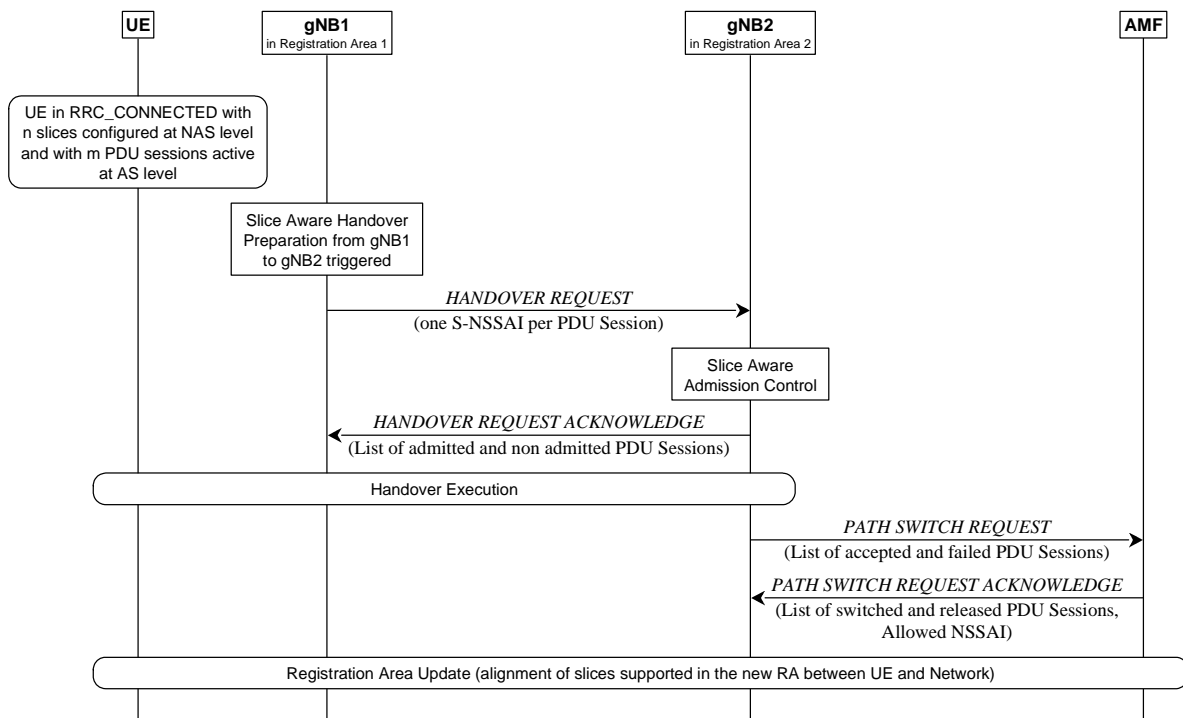 UE
gNB1
in Registration Area 1
gNB2
in Registration Area 2
AMF
UE in RRC_CONNECTED with
n slices configured at NAS level
and with m PDU sessions active
at AS level
Slice Aware Handover
Preparation from gNB1
to gNB2 triggered
HANDOVER REQUEST
(one S-NSSAI per PDU Session)
Slice Aware
Admission Control
HANDOVER REQUEST ACKNOWLEDGE
(List of admitted and non admitted PDU Sessions)
Handover Execution
PATH SWITCH REQUEST
(List of accepted and failed PDU Sessions)
PATH SWITCH REQUEST ACKNOWLEDGE
(List of switched and released PDU Sessions,
Allowed NSSAI)
Registration Area Update (alignment of slices supported in the new RA between UE and Network)